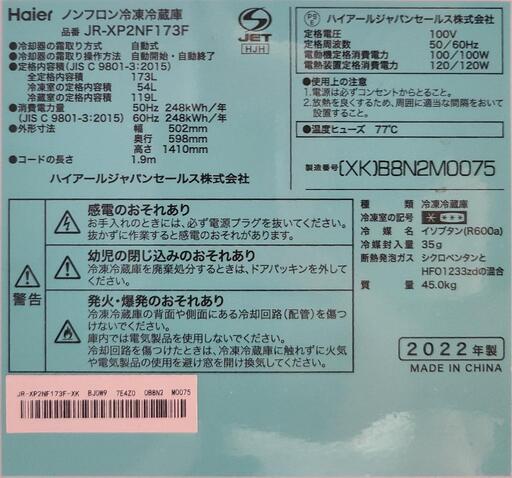 Haier ノンフロン冷凍冷蔵庫
品番 JR-XP2NF173F
●冷却器の霜取り方式 自動式
●冷却器の霜取り操作方法 自動開始・自動終了
●定格内容積(JIS C 9801-3:2015)
全定格内容積 173L
冷凍室の定格内容積 54L
冷蔵室の定格内容積 119L
●消費電力量 50Hz 248kWh/年
(JIS C 9801-3:2015) 60Hz 248kWh/年
●外形寸法 幅 502mm
奥行 598mm
高さ 1410mm
●コードの長さ 1.9m
ハイアールジャパンセールス株式会社
S
JET
HJH
PS
E
ハイアールジャパンセールス株式会社
定格電圧 100V
定格周波数 50/60Hz
電動機定格消費電力 100/100W
電熱装置定格消費電力 120/120W
●使用上の注意
1.電源は必ずコンセントからとること。
2.放熱を良くするため、周囲に適当な間隔をおいて
設置すること。
●温度ヒューズ 77℃
製造番号(XK)B8N2M0075
警告
感電のおそれあり
お手入れのときには、必ず電源プラグを抜いてください。
抜かずに作業すると感電のおそれがあります。
幼児の閉じ込めのおそれあり
冷凍冷蔵庫を廃棄処分するときは、ドアパッキンを外して
ください。
発火・爆発のおそれあり
冷凍冷蔵庫の背面や側面にある冷却回路(配管)を傷つ
けないでください。
庫内では電気製品を使用しないでください。
冷却回路を傷つけたときは、冷凍冷蔵庫に触れずに火気
や電気製品の使用を避け窓を開け換気してください。
種類 冷凍冷蔵庫
冷凍室の記号
冷媒 イソブタン(R600a)
冷媒封入量 35g
断熱発泡ガス シクロペンタンと
HFO1233zdの混合
質量 45.0kg
2022年製
MADE IN CHINA
JR-XP2NF173F-XK BJ0W9 7E4Z0 0B8N2 M0075